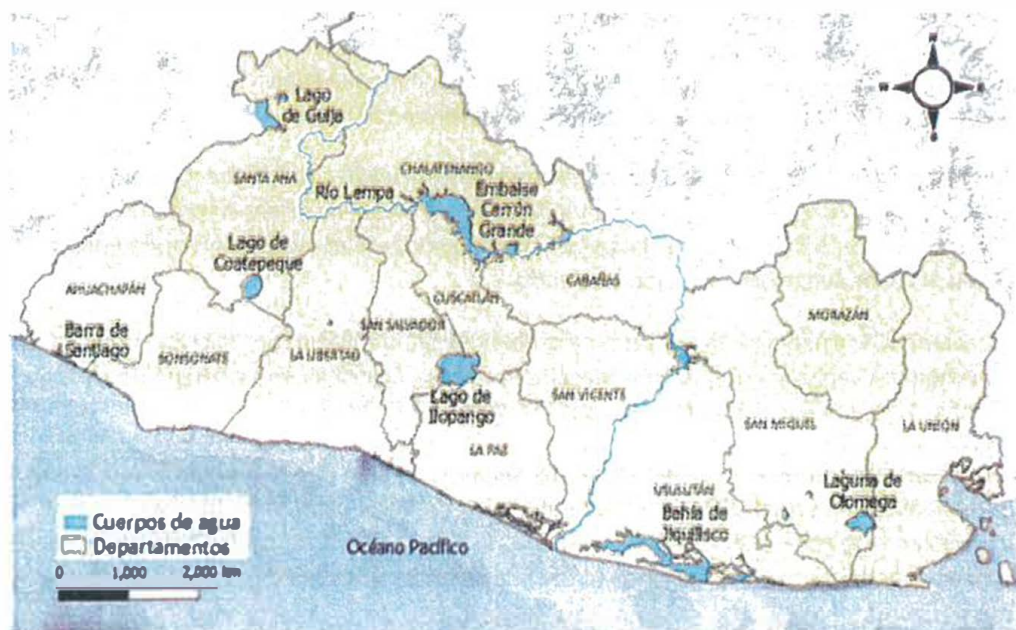 Lago
de Guija
CHALATENANGO
SANTA ANA
Río Lempa
Embalse
Cerrón
Grande
Lago de
Coatepeque
CABAÑAS
AHUACHAPÁN
CUSCATLÁN
MORAZÁN
SAN SALVADOR
Barra de
Santiago
SONSONATE
LA LIBERTAD
Lago de
Ilopango
SAN VICENTE
SAN MIGUEL
LA UNIÓN
LA PAZ
USULUTÁN
Laguna de
Olomega
Bahía de
Jiquilisco
Cuerpos de agua
Departamentos
Océano Pacífico
0 1,000 2,000 km